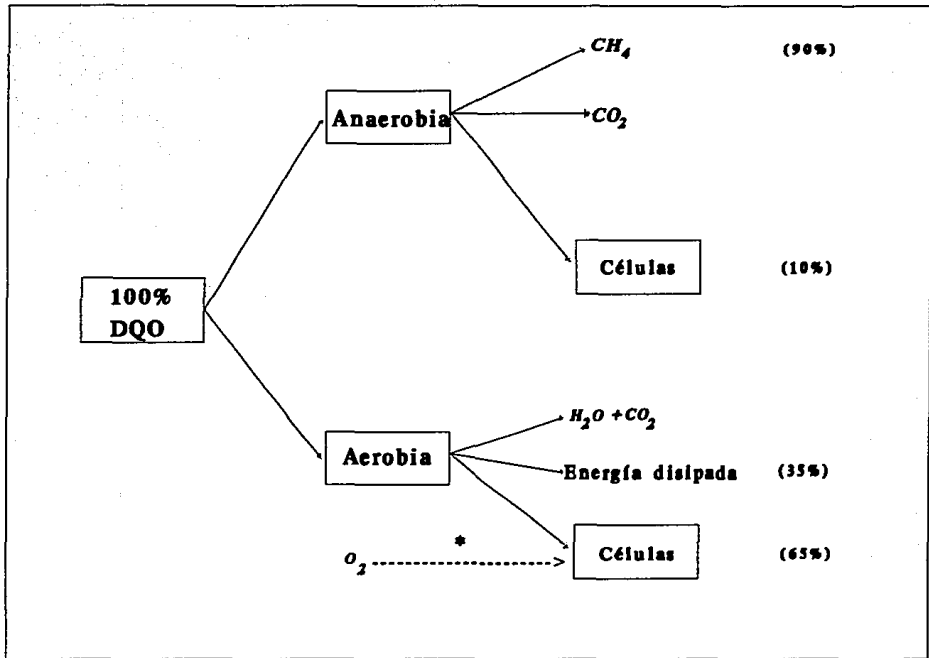 CH4 (90%)
Anaerobia
CO2
Células (10%)
100%
DQO
H2O + CO2
Aerobia
Energía disipada (35%)
*
O2
Células (65%)